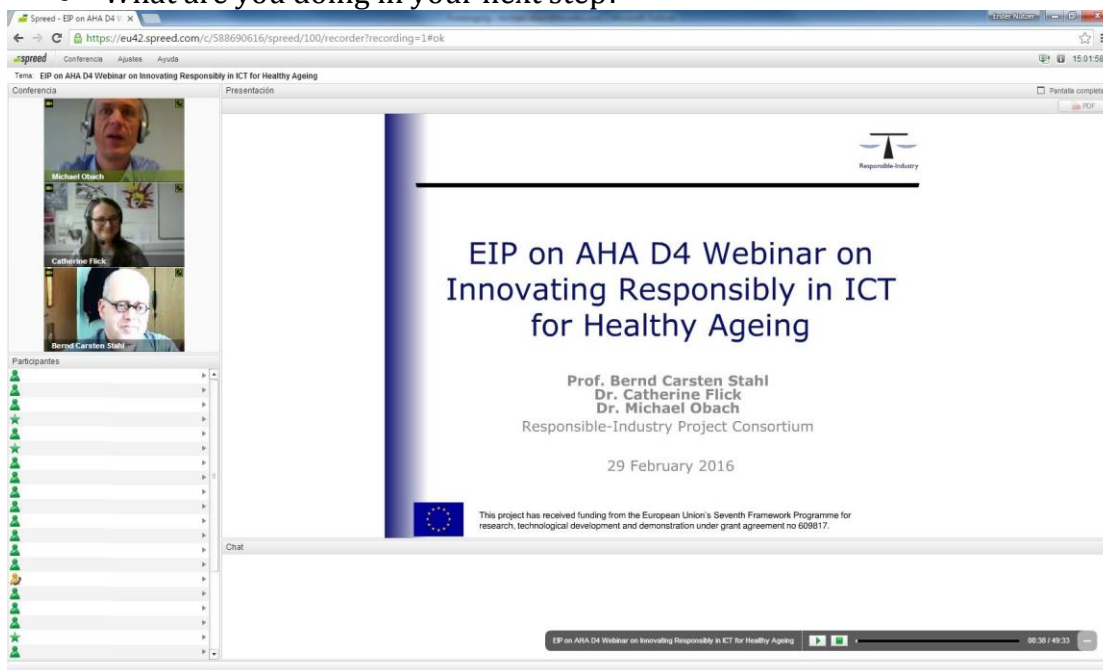 • What are you doing in your next step?
Spreed - EIP on AHA D4 W
Erster Nutzer
https://eu42.spreed.com/c/588690616/spreed/100/recorder?recording=1#ok
spreed Conferencia Ajustes Ayuda
15:01:58
Tema: EIP on AHA D4 Webinar on Innovating Responsibly in ICT for Healthy Ageing
Conferencia
Presentación
Pantalla completa
PDF
Michael Obach
Catherine Flick
Bernd Carsten Stahl
Participantes
Responsible-Industry
EIP on AHA D4 Webinar on
Innovating Responsibly in ICT
for Healthy Ageing
Prof. Bernd Carsten Stahl
Dr. Catherine Flick
Dr. Michael Obach
Responsible-Industry Project Consortium
29 February 2016
This project has received funding from the European Union's Seventh Framework Programme for
research, technological development and demonstration under grant agreement no 609817.
Chat
EIP on AHA D4 Webinar on Innovating Responsibly in ICT for Healthy Ageing
00:38 / 49:33